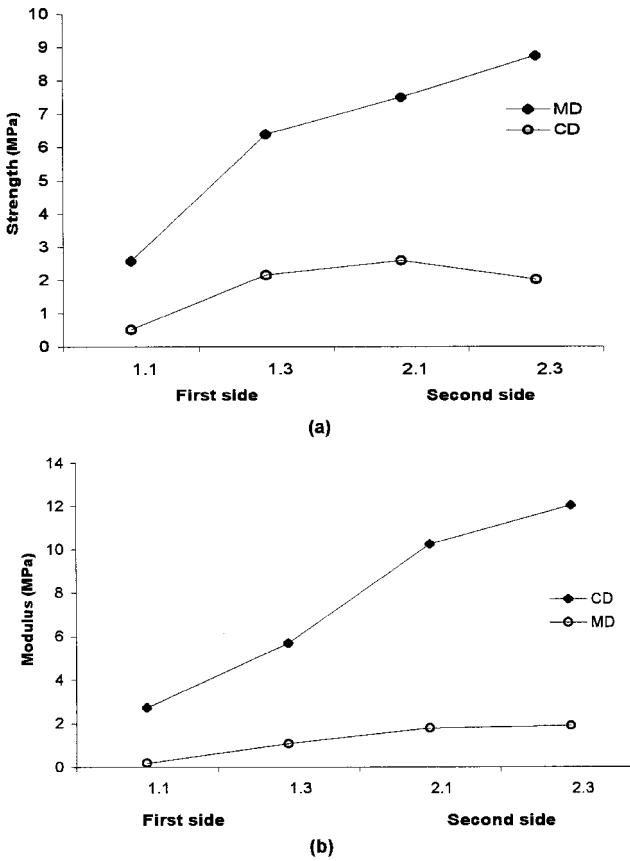 10
9
8
7
6
5
4
3
2
1
0
Strength (MPa)
MD
CD
1.1 1.3 2.1 2.3
First side Second side
(a)
14
12
10
8
6
4
2
0
Modulus (MPa)
CD
MD
1.1 1.3 2.1 2.3
First side Second side
(b)